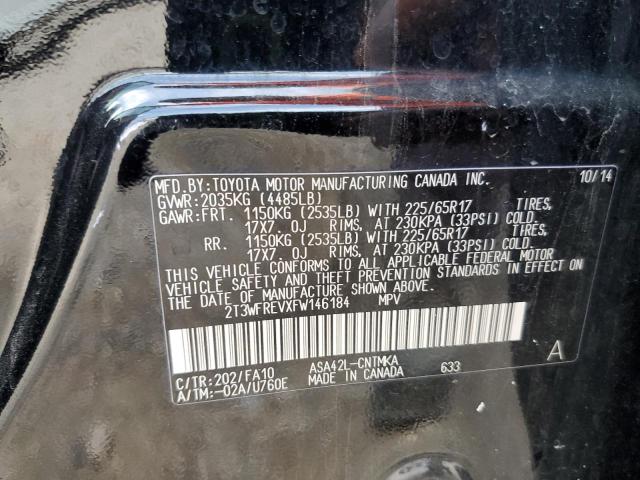 MFD.BY:TOYOTA MOTOR MANUFACTURING CANADA INC. 10/14
GVWR:2035KG (4485LB)
GAWR:FRT. 1150KG (2535LB) WITH 225/65R17 TIRES,
17X7.0J RIMS, AT 230KPA (33PSI) COLD.
RR. 1150KG (2535LB) WITH 225/65R17 TIRES,
17X7.0J RIMS, AT 230KPA (33PSI) COLD.
THIS VEHICLE CONFORMS TO ALL APPLICABLE FEDERAL MOTOR
VEHICLE SAFETY AND THEFT PREVENTION STANDARDS IN EFFECT
ON THE DATE OF MANUFACTURE SHOWN ABOVE.
2T3WFREVXFW146184 MPV
A
C/TR:202/FA10 ASA42L-CNTMKA 633
A/TM:-02A/U760E MADE IN CANADA